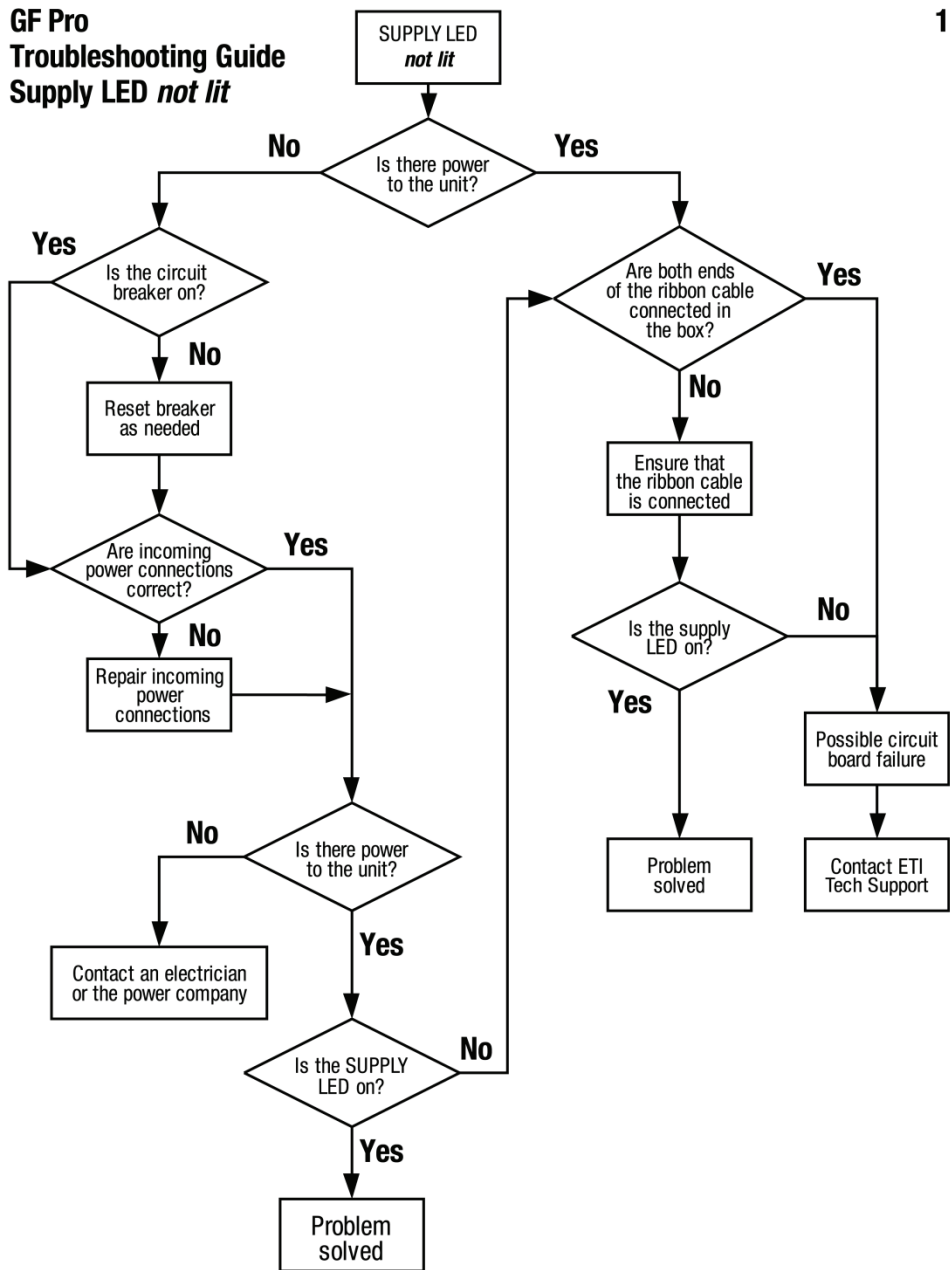 GF Pro
Troubleshooting Guide
Supply LED not lit
1
SUPPLY LED
not lit
No
Is there power
to the unit?
Yes
Yes
Is the circuit
breaker on?
No
Reset breaker
as needed
Are incoming
power connections
correct?
Yes
No
Repair incoming
power
connections
Is there power
to the unit?
No
Contact an electrician
or the power company
Yes
Is the SUPPLY
LED on?
No
Yes
Problem
solved
Are both ends
of the ribbon cable
connected in
the box?
Yes
No
Ensure that
the ribbon cable
is connected
Is the supply
LED on?
No
Yes
Problem
solved
Possible circuit
board failure
Contact ETI
Tech Support